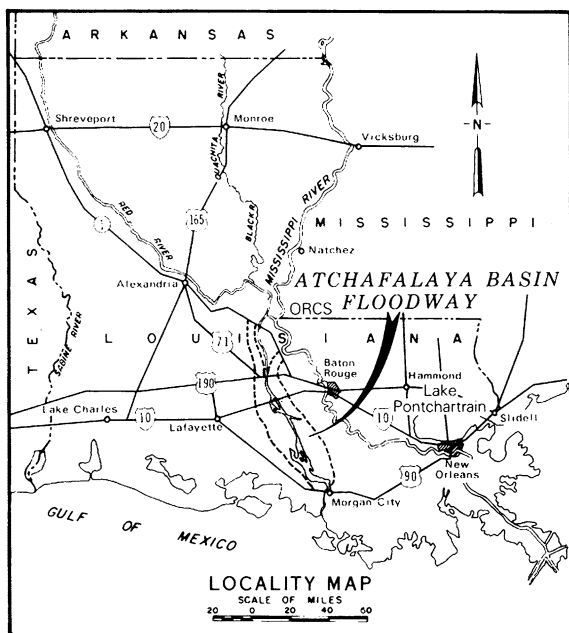 ARKANSAS
RIVER
Shreveport
20
Monroe
Vicksburg
-N-
OUACHITA
RED
RIVER
1
165
BLACK R.
MISSISSIPPI RIVER
MISSISSIPPI
Natchez
TEXAS
SABINE RIVER
Alexandria
ATCHAFALAYA BASIN
FLOODWAY
ORCS
LOUISIANA
71
190
Baton
Rouge
Hammond
Lake
Pontchartrain
Lake Charles
10
Lafayette
10
Slidell
New
Orleans
90
Morgan City
GULF OF MEXICO
LOCALITY MAP
SCALE OF MILES
20 0 20 40 60